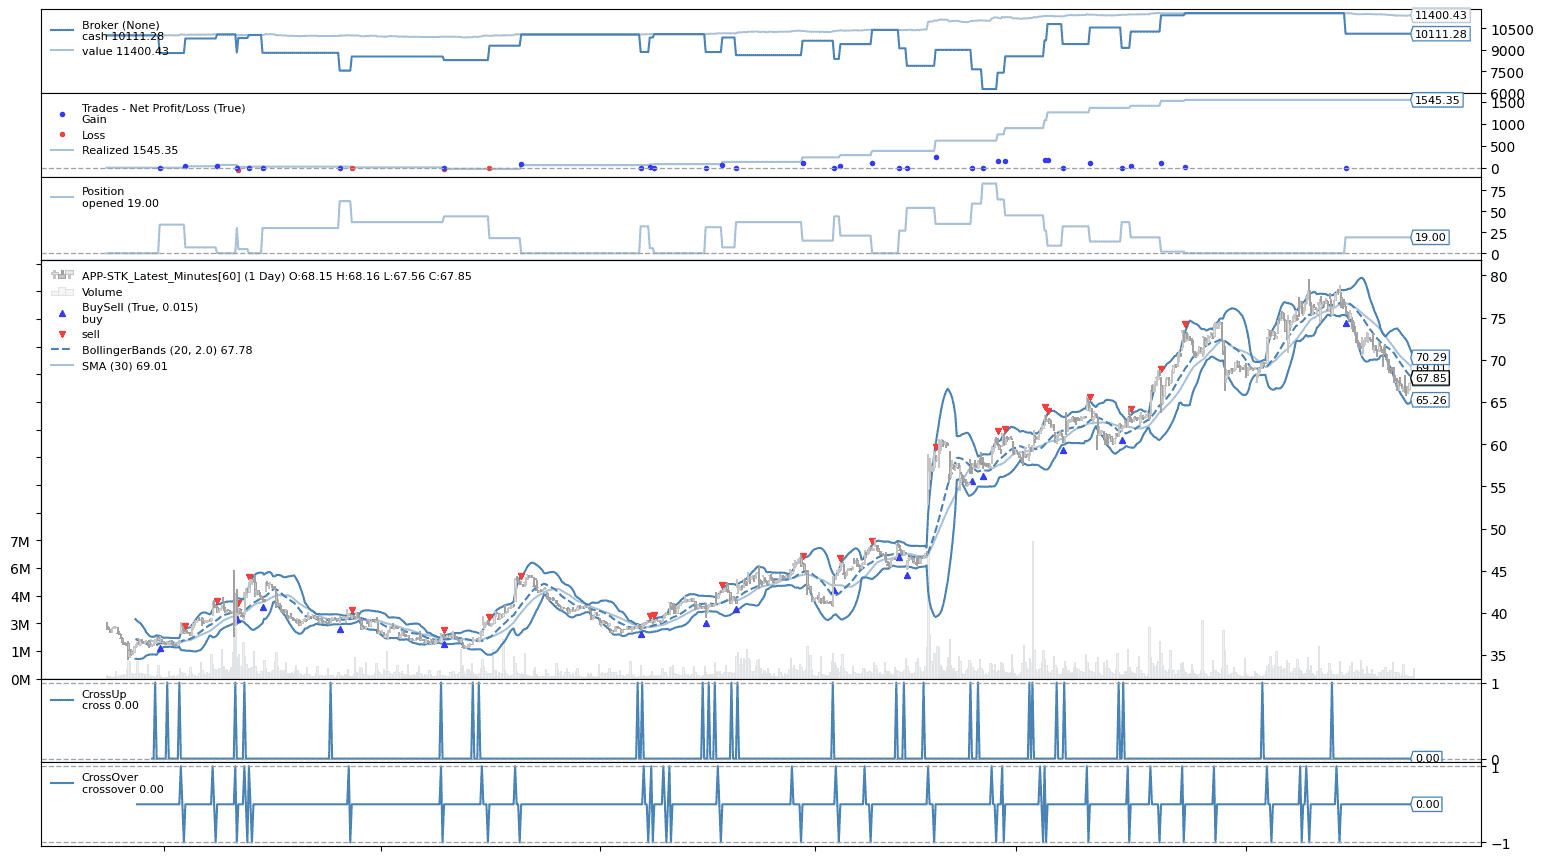 Broker (None)
cash 10111.28
value 11400.43
11400.43
10500
10111.28
9000
7500
6000
Trades - Net Profit/Loss (True)
Gain
Loss
Realized 1545.35
1545.35
1500
1000
500
0
Position
opened 19.00
75
50
25
19.00
0
APP-STK_Latest_Minutes[60] (1 Day) O:68.15 H:68.16 L:67.56 C:67.85
Volume
BuySell (True, 0.015)
buy
sell
BollingerBands (20, 2.0) 67.78
SMA (30) 69.01
80
75
70
70.29
69.01
67.85
65.26
65
60
55
50
45
40
35
7M
6M
4M
3M
1M
0M
CrossUp
cross 0.00
1
0.00
0
CrossOver
crossover 0.00
1
0.00
−1